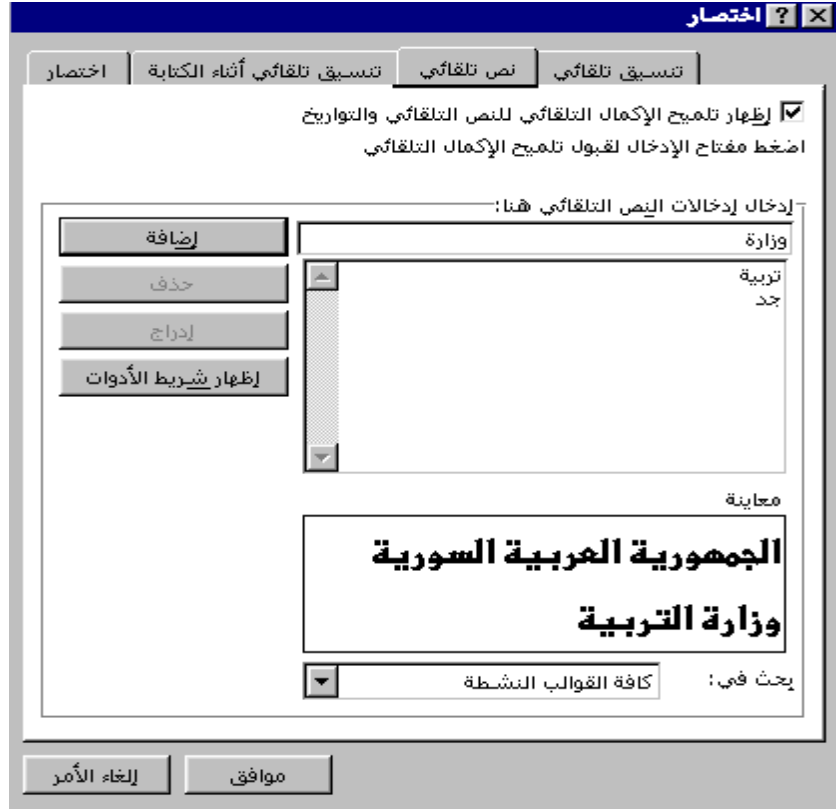 اختصار
تنسيق تلقائي نص تلقائي تنسيق تلقائي أثناء الكتابة اختصار
إظهار تلميح الإكمال التلقائي للنص التلقائي والتواريخ
اضغط مفتاح الإدخال لقبول تلميح الإكمال التلقائي
إدخال إدخالات النص التلقائي هنا:
وزارة
إضافة
تربية
جد
حذف
إدراج
إظهار شريط الأدوات
معاينة
الجمهورية العربية السورية
وزارة التربية
بحث في: كافة القوالب النشطة
موافق إلغاء الأمر